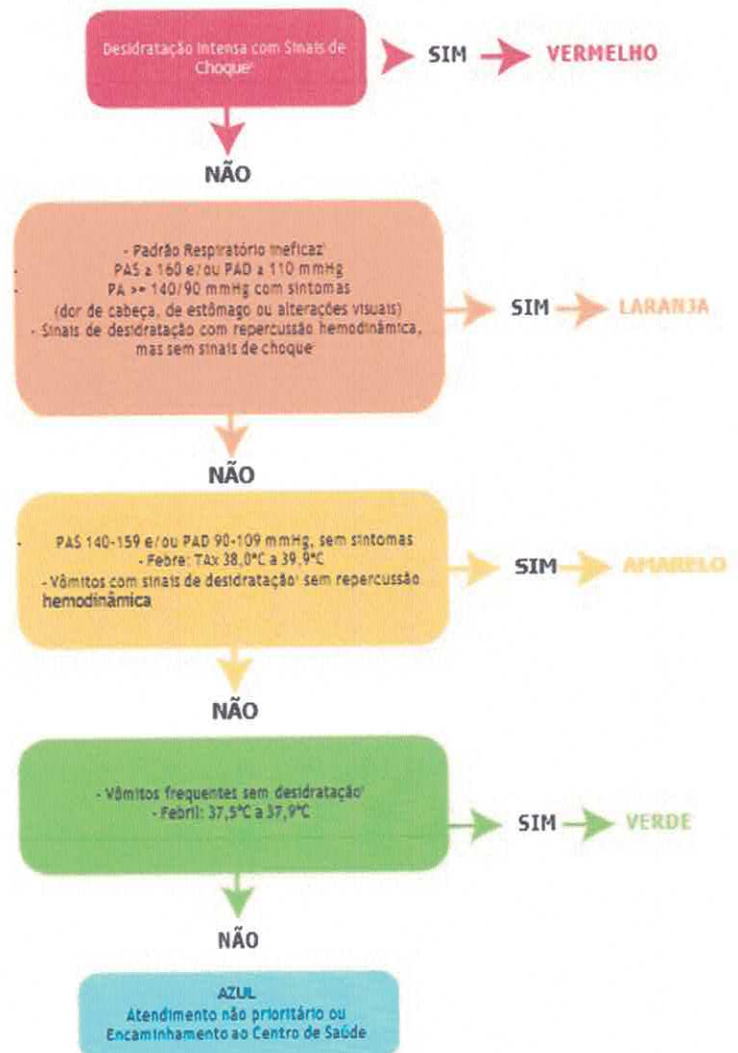 Desidratação Intensa com Sinais de
Choque
SIM
VERMELHO
NÃO
- Padrão Respiratório Ineficaz
- PAS ≥ 160 e/ou PAD ≥ 110 mmHg
- PA >= 140/90 mmHg com sintomas
(dor de cabeça, de estômago ou alterações visuais)
- Sinais de desidratação com repercussão hemodinâmica,
mas sem sinais de choque
SIM
LARANJA
NÃO
- PAS 140-159 e/ou PAD 90-109 mmHg, sem sintomas
- Febre: TAx 38,0°C a 39,9°C
- Vômitos com sinais de desidratação sem repercussão
hemodinâmica
SIM
AMARELO
NÃO
- Vômitos frequentes sem desidratação
- Febril: 37,5°C a 37,9°C
SIM
VERDE
NÃO
AZUL
Atendimento não prioritário ou
Encaminhamento ao Centro de Saúde